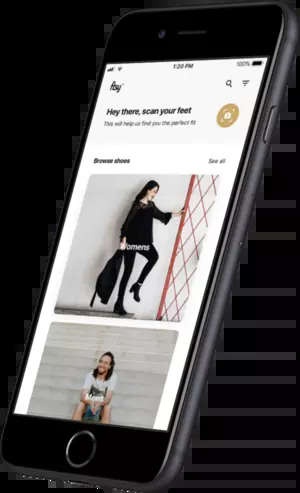 1:20 PM 100%
fitsy
Hey there, scan your feet
This will help us find you the perfect fit
Browse shoes See all
Womens
Mens